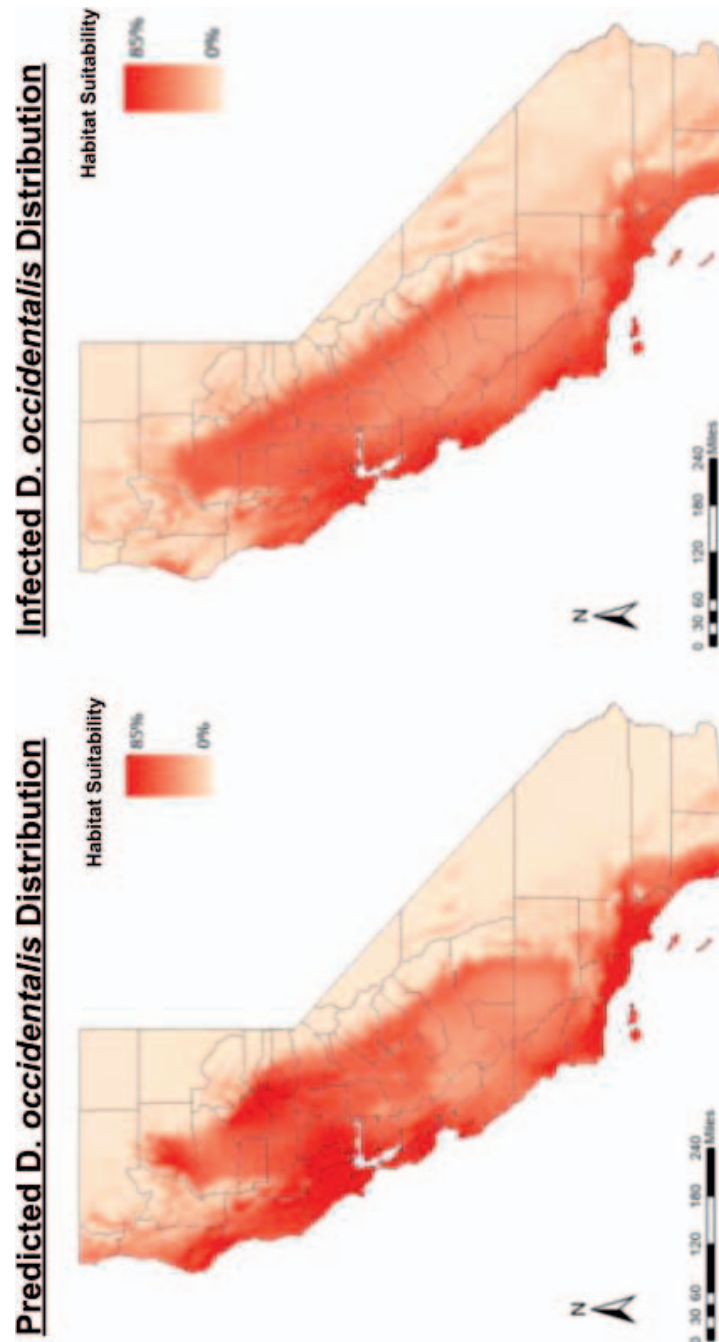 Predicted D. occidentalis Distribution
Habitat Suitability
85%
0%
N
0 30 60 120 180 240
Miles
Infected D. occidentalis Distribution
Habitat Suitability
85%
0%
N
0 30 60 120 180 240
Miles